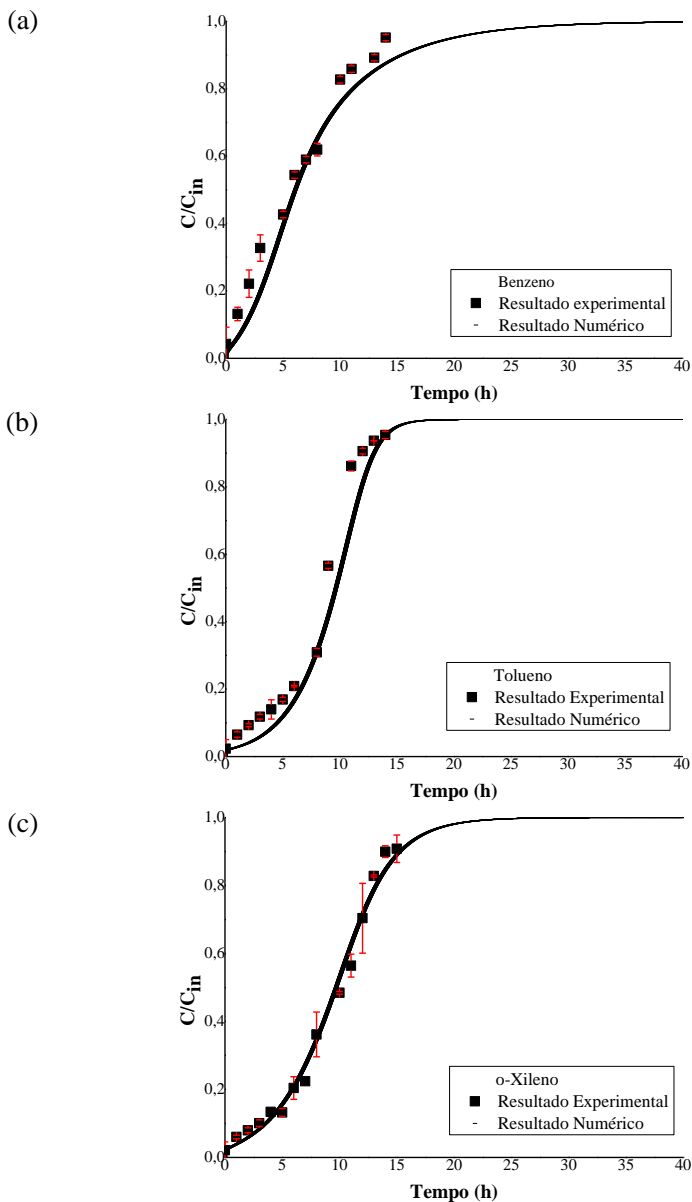 (a)
1,0
0,8
0,6
0,4
0,2
0,0
C/Cin
Benzeno
Resultado experimental
- Resultado Numérico
0 5 10 15 20 25 30 35 40
Tempo (h)
(b)
1,0
0,8
0,6
0,4
0,2
0,0
C/Cin
Tolueno
Resultado Experimental
- Resultado Numérico
0 5 10 15 20 25 30 35 40
Tempo (h)
(c)
1,0
0,8
0,6
0,4
0,2
0,0
C/Cin
o-Xileno
Resultado Experimental
- Resultado Numérico
0 5 10 15 20 25 30 35 40
Tempo (h)